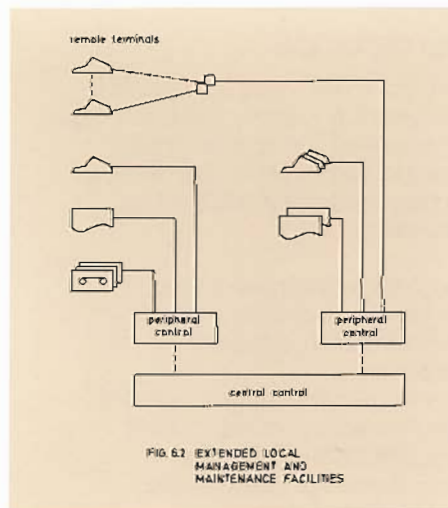 remote terminals
peripheral
control
peripheral
control
central control
FIG. 6.2 EXTENDED LOCAL
MANAGEMENT AND
MAINTENANCE FACILITIES